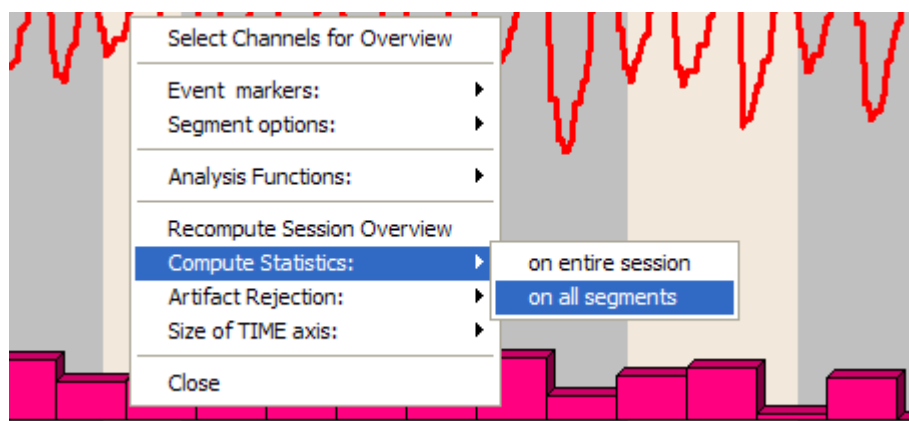 Select Channels for Overview
Event markers:
Segment options:
Analysis Functions:
Recompute Session Overview
Compute Statistics:
on entire session
on all segments
Artifact Rejection:
Size of TIME axis:
Close